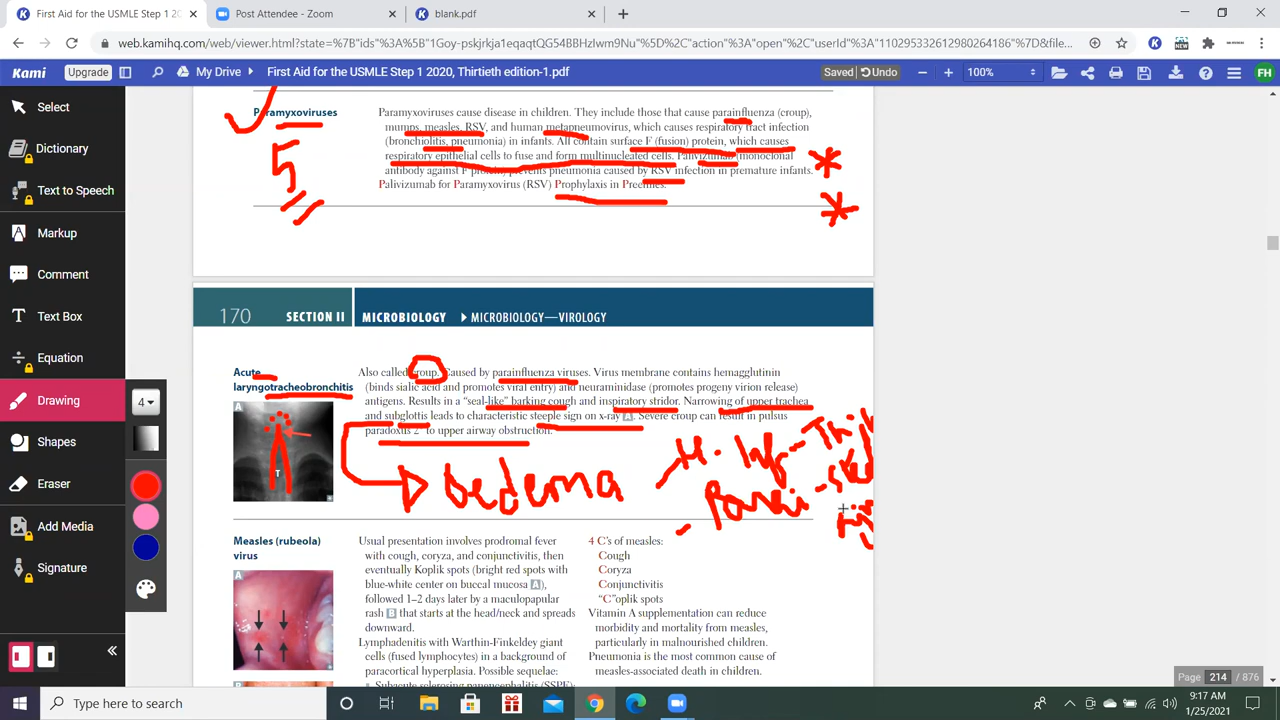 First Aid for the USMLE Step 1 20
Post Attendee - Zoom
blank.pdf
web.kamihq.com/web/viewer.html?state=%7B"ids"%3A%5B"1Goy-pskjrkja1eqaqtQG54BBHzIwm9Nu"%5D%2C"action"%3A"open"%2C"userId"%3A"110295332612980264186"%7D&file...
Kami
Upgrade
My Drive
First Aid for the USMLE Step 1 2020, Thirtieth edition-1.pdf
Saved
Undo
100%
FH
Select
Dictionary
Text to Speech
Markup
Comment
Text Box
Equation
Drawing
4
Shapes
Eraser
Add Media
Signature
Paramyxoviruses
Paramyxoviruses cause disease in children. They include those that cause parainfluenza (croup),
mumps, measles, RSV, and human metapneumovirus, which causes respiratory tract infection
(bronchiolitis, pneumonia) in infants. All contain surface F (fusion) protein, which causes
respiratory epithelial cells to fuse and form multinucleated cells. Palivizumab (monoclonal
antibody against F protein) prevents pneumonia caused by RSV infection in premature infants.
Palivizumab for Paramyxovirus (RSV) Prophylaxis in Preemies.
5
170 SECTION II MICROBIOLOGY ▶ MICROBIOLOGY—VIROLOGY
Acute
laryngotracheobronchitis
A
T
Also called croup. Caused by parainfluenza viruses. Virus membrane contains hemagglutinin
(binds sialic acid and promotes viral entry) and neuraminidase (promotes progeny virion release)
antigens. Results in a “seal-like” barking cough and inspiratory stridor. Narrowing of upper trachea
and subglottis leads to characteristic steeple sign on x-ray A. Severe croup can result in pulsus
paradoxus 2° to upper airway obstruction.
oedema
H. Inf -
Parai -
Measles (rubeola)
virus
A
Usual presentation involves prodromal fever
with cough, coryza, and conjunctivitis, then
eventually Koplik spots (bright red spots with
blue-white center on buccal mucosa A),
followed 1–2 days later by a maculopapular
rash B that starts at the head/neck and spreads
downward.
Lymphadenitis with Warthin-Finkeldey giant
cells (fused lymphocytes) in a background of
paracortical hyperplasia. Possible sequelae:
Subacute sclerosing panencephalitis (SSPE):
4 C’s of measles:
Cough
Coryza
Conjunctivitis
“C”oplik spots
Vitamin A supplementation can reduce
morbidity and mortality from measles,
particularly in malnourished children.
Pneumonia is the most common cause of
measles-associated death in children.
Page 214 / 876
Type here to search
9:17 AM
1/25/2021